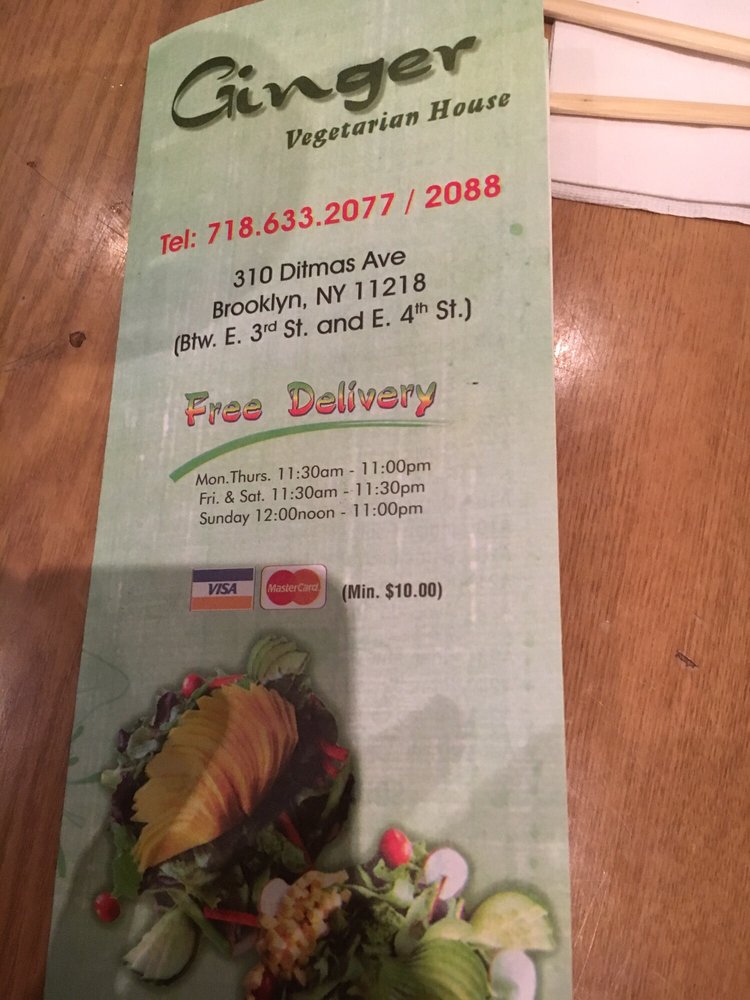 Ginger
Vegetarian House
Tel: 718.633.2077 / 2088
310 Ditmas Ave
Brooklyn, NY 11218
(Btw. E. 3rd St. and E. 4th St.)
Free Delivery
Mon.Thurs. 11:30am - 11:00pm
Fri. & Sat. 11:30am - 11:30pm
Sunday 12:00noon - 11:00pm
VISA MasterCard (Min. $10.00)